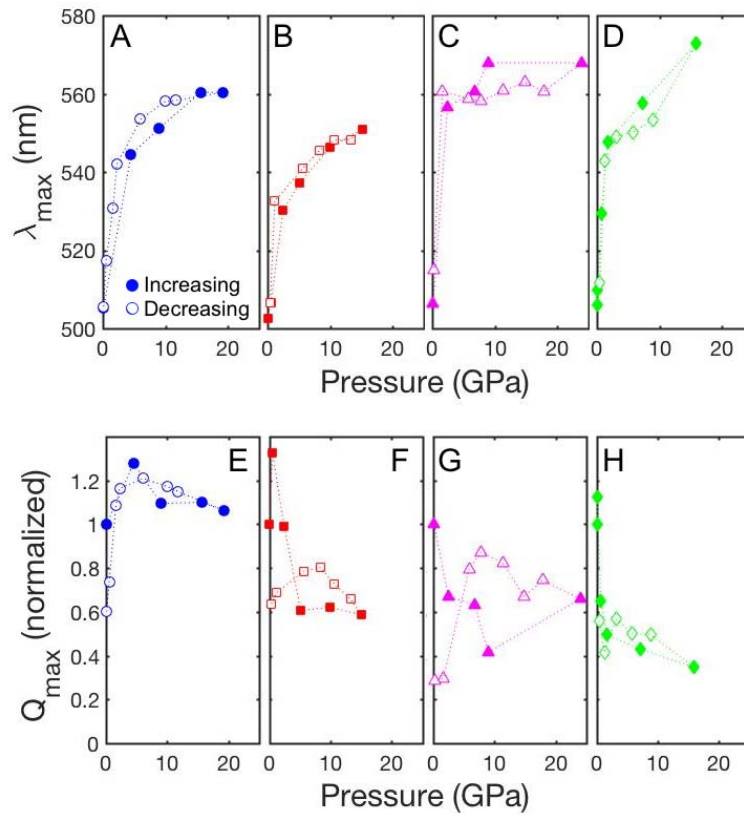 580
560
540
520
500
λmax (nm)
A
B
C
D
Increasing
Decreasing
0 10 20 0 10 20 0 10 20 0 10 20
Pressure (GPa)
E
F
G
H
1.2
1
0.8
0.6
0.4
0.2
0
Qmax (normalized)
0 10 20 0 10 20 0 10 20 0 10 20
Pressure (GPa)